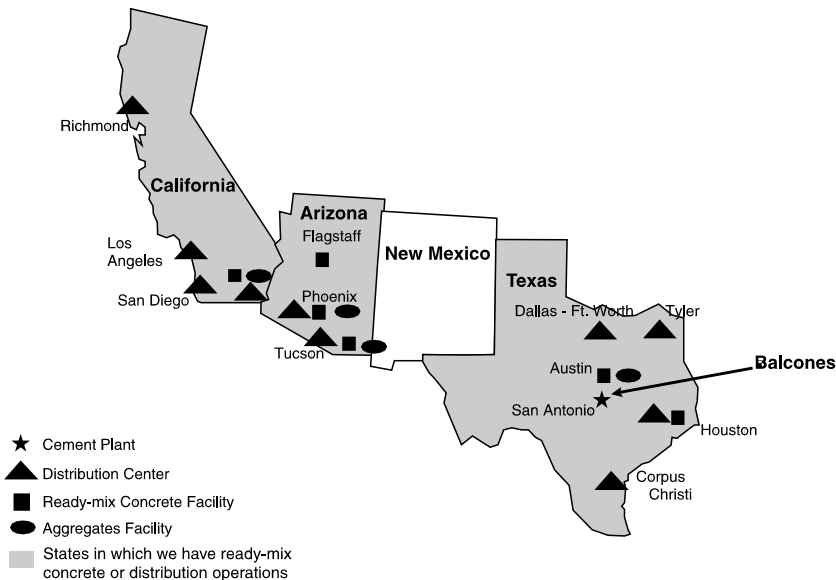 Richmond
California
Arizona
Flagstaff
Los
Angeles
New Mexico
Texas
San Diego
Phoenix
Dallas - Ft. Worth
Tyler
Tucson
Austin
Balcones
San Antonio
Houston
Corpus
Christi
Cement Plant
Distribution Center
Ready-mix Concrete Facility
Aggregates Facility
States in which we have ready-mix
concrete or distribution operations